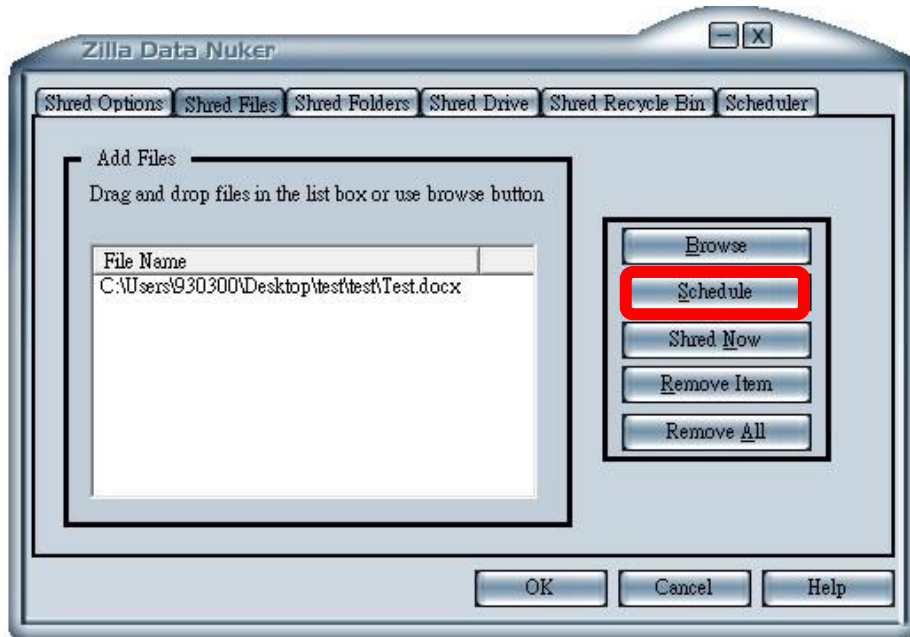 Zilla Data Nuker
Shred Options Shred Files Shred Folders Shred Drive Shred Recycle Bin Scheduler
Add Files
Drag and drop files in the list box or use browse button
File Name
C:\Users\930300\Desktop\test\test\Test.docx
Browse
Schedule
Shred Now
Remove Item
Remove All
OK Cancel Help